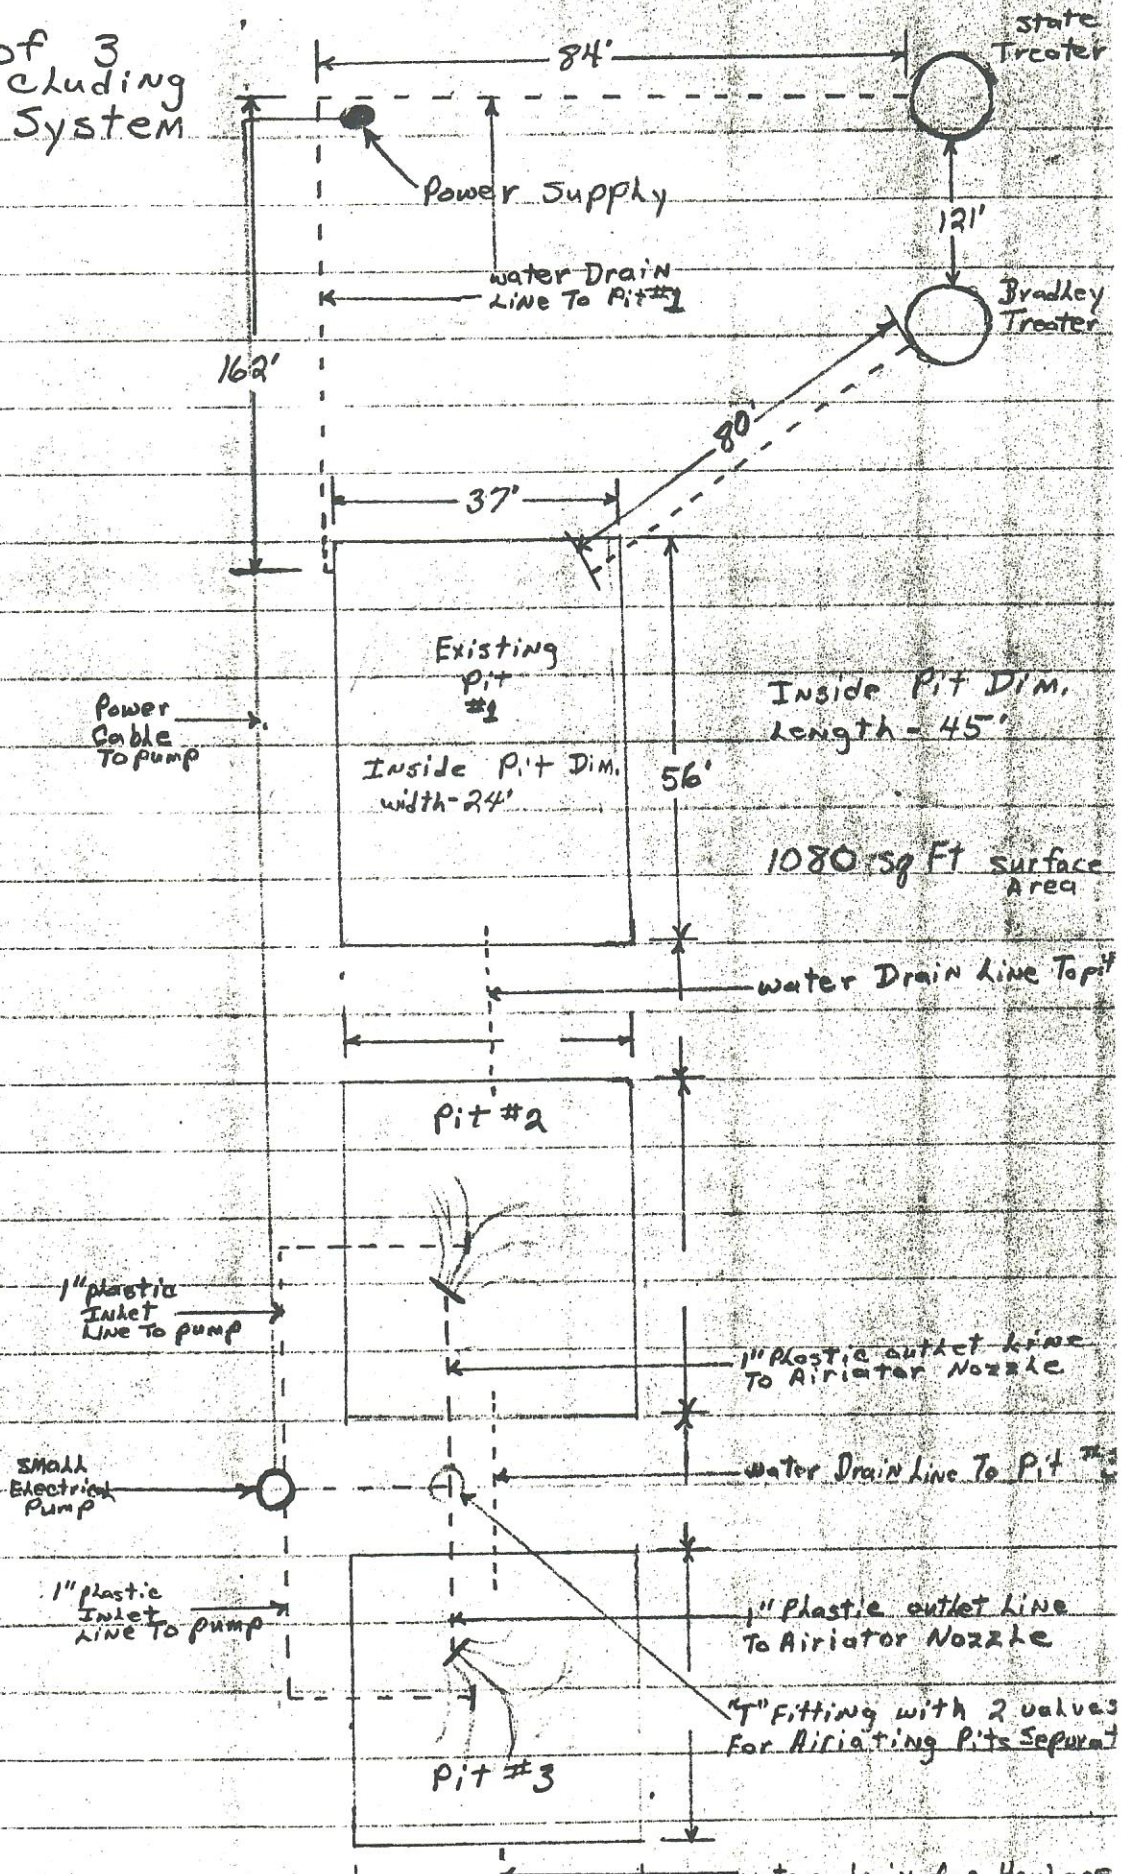 of 3
cluding
System
84'
State
Treater
Power Supply
121'
water Drain
Line To Pit #1
Bradley
Treater
162'
80'
37'
Existing
Pit
#1
Inside Pit Dim.
Length - 45'
Power
Cable
To pump
Inside Pit Dim.
width - 24'
56'
1080 sq Ft surface
Area
water Drain Line To pit
Pit #2
1" plastic
Inlet
Line To pump
1" Plastic outlet Line
To Airiator Nozzle
small
Electrical
Pump
water Drain Line To Pit #
1" plastic
Inlet
Line To pump
1" Plastic outlet Line
To Airiator Nozzle
"T" Fitting with 2 valves
For Airiating Pits Separat
Pit #3